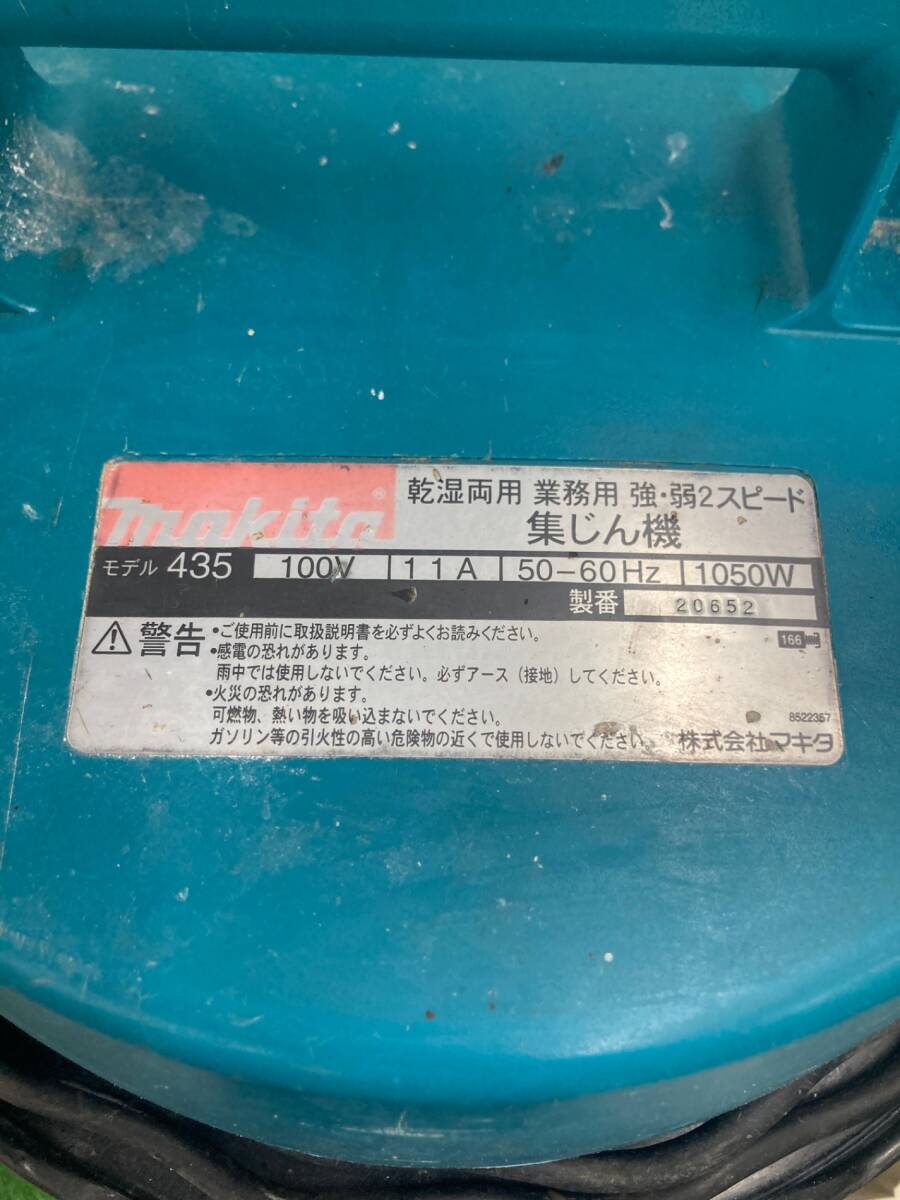 makita®
乾湿両用 業務用 強・弱2スピード
集じん機
モデル 435 100V 11A 50-60Hz 1050W
製番 20652
⚠警告 •ご使用前に取扱説明書を必ずよくお読みください。
166
•感電の恐れがあります。
雨中では使用しないでください。必ずアース（接地）してください。
•火災の恐れがあります。
可燃物、熱い物を吸い込まないでください。
8522357
ガソリン等の引火性の高い危険物の近くで使用しないでください。
株式会社マキタ